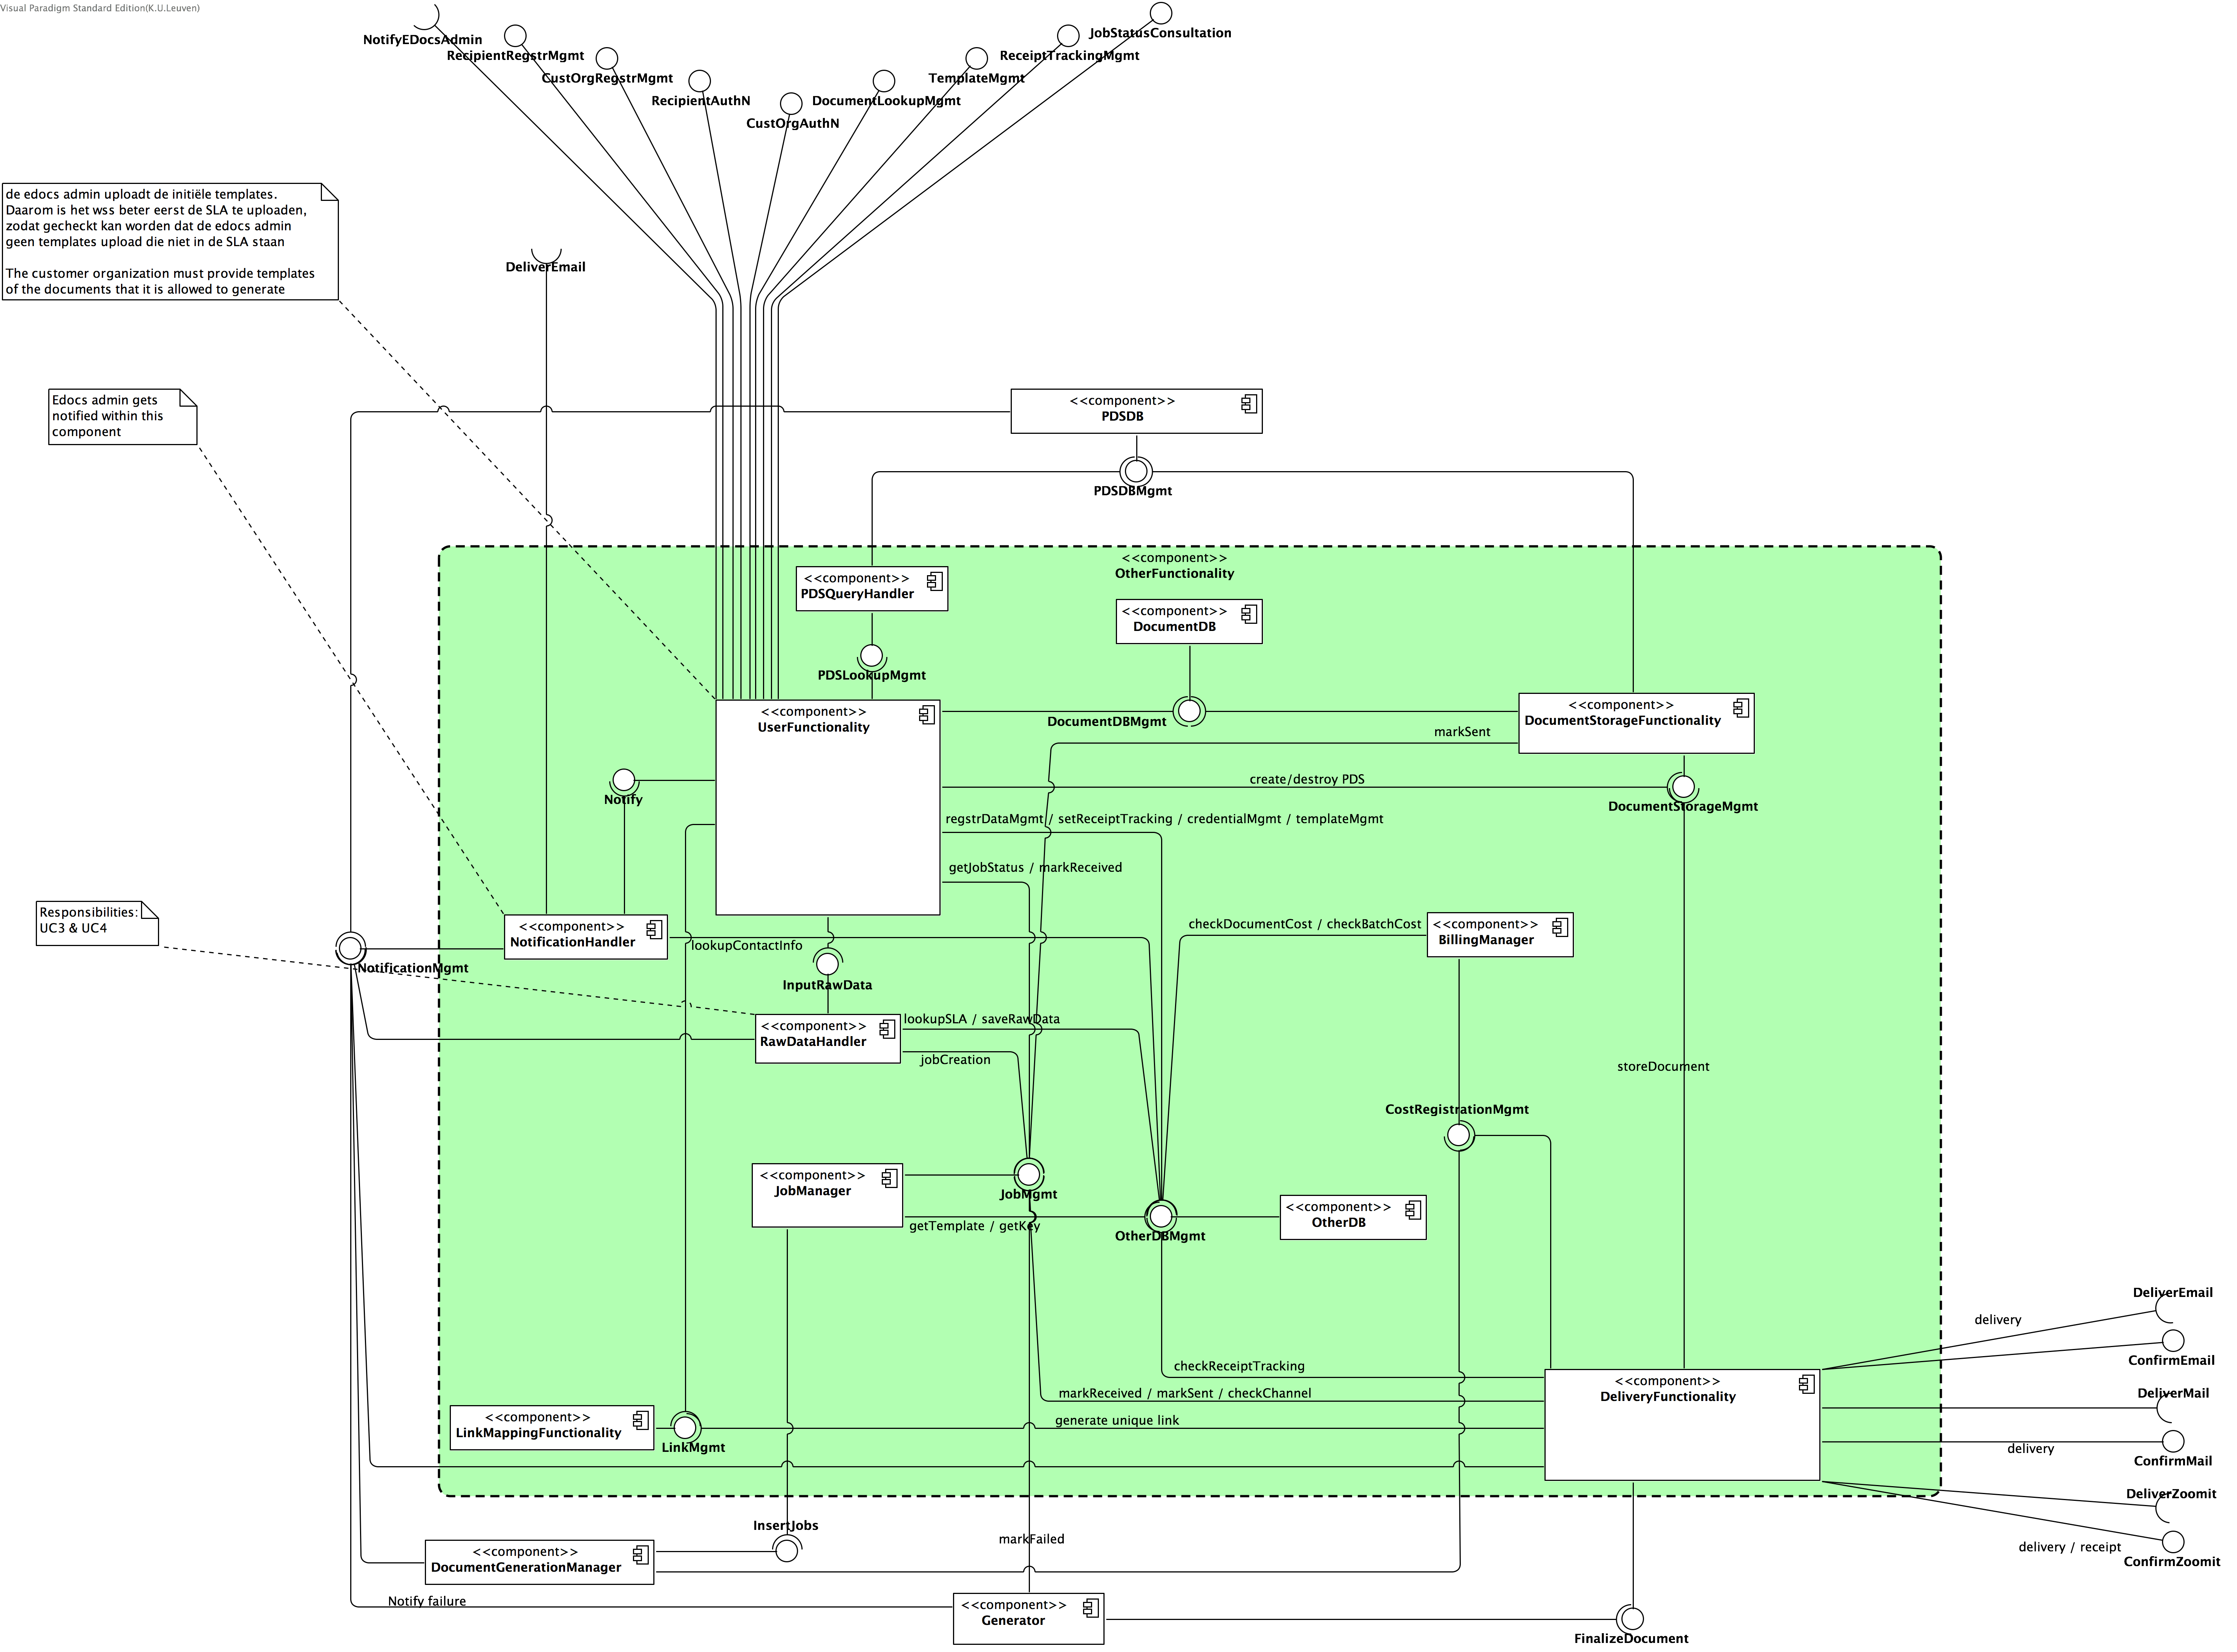 Visual Paradigm Standard Edition(K.U.Leuven)
NotifyEDocsAdmin
RecipientRegstrMgmt
CustOrgRegstrMgmt
RecipientAuthN
CustOrgAuthN
DocumentLookupMgmt
TemplateMgmt
ReceiptTrackingMgmt
JobStatusConsultation
de edocs admin uploadt de initiële templates.
Daarom is het wss beter eerst de SLA te uploaden,
zodat gecheckt kan worden dat de edocs admin
geen templates upload die niet in de SLA staan
The customer organization must provide templates
of the documents that it is allowed to generate
DeliverEmail
Edocs admin gets
notified within this
component
<<component>>
PDSDB
PDSDBMgmt
<<component>>
OtherFunctionality
<<component>>
PDSQueryHandler
<<component>>
DocumentDB
PDSLookupMgmt
<<component>>
UserFunctionality
DocumentDBMgmt
<<component>>
DocumentStorageFunctionality
markSent
create/destroy PDS
DocumentStorageMgmt
Notify
regstrDataMgmt / setReceiptTracking / credentialMgmt / templateMgmt
getJobStatus / markReceived
Responsibilities:
UC3 & UC4
<<component>>
NotificationHandler
lookupContactInfo
checkDocumentCost / checkBatchCost
<<component>>
BillingManager
NotificationMgmt
InputRawData
<<component>>
RawDataHandler
lookupSLA / saveRawData
jobCreation
storeDocument
CostRegistrationMgmt
<<component>>
JobManager
JobMgmt
getTemplate / getKey
OtherDBMgmt
<<component>>
OtherDB
checkReceiptTracking
markReceived / markSent / checkChannel
generate unique link
<<component>>
DeliveryFunctionality
<<component>>
LinkMappingFunctionality
LinkMgmt
DeliverEmail
delivery
ConfirmEmail
DeliverMail
delivery
ConfirmMail
DeliverZoomit
delivery / receipt
ConfirmZoomit
InsertJobs
markFailed
<<component>>
DocumentGenerationManager
Notify failure
<<component>>
Generator
FinalizeDocument